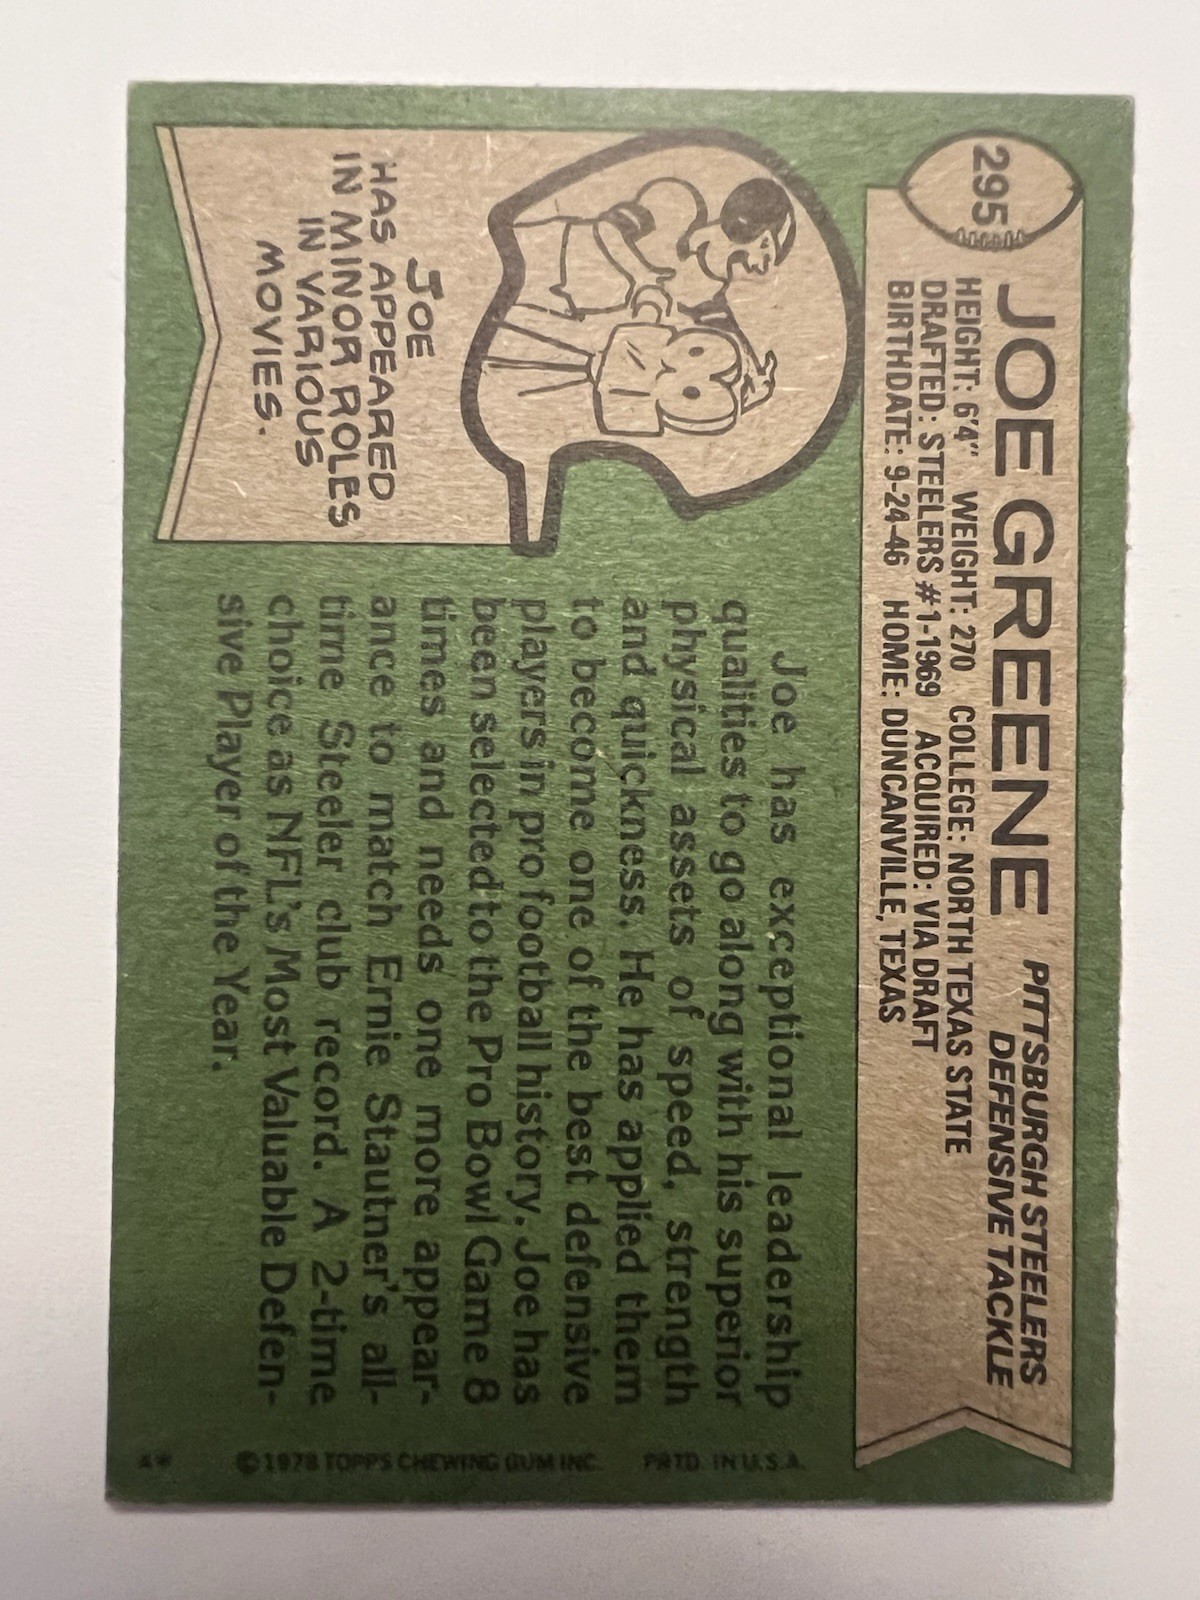 295
JOE GREENE
PITTSBURGH STEELERS
DEFENSIVE TACKLE
HEIGHT: 6'4" WEIGHT: 270 COLLEGE: NORTH TEXAS STATE
DRAFTED: STEELERS #1-1969 ACQUIRED: VIA DRAFT
BIRTHDATE: 9-24-46 HOME: DUNCANVILLE, TEXAS
JOE
HAS APPEARED
IN MINOR ROLES
IN VARIOUS
MOVIES.
Joe has exceptional leadership
qualities to go along with his superior
physical assets of speed, strength
and quickness. He has applied them
to become one of the best defensive
players in pro football history. Joe has
been selected to the Pro Bowl Game 8
times and needs one more appear-
ance to match Ernie Stautner's all-
time Steeler club record. A 2-time
choice as NFL's Most Valuable Defen-
sive Player of the Year.
** © 1978 TOPPS CHEWING GUM INC. PRTD. IN U.S.A.